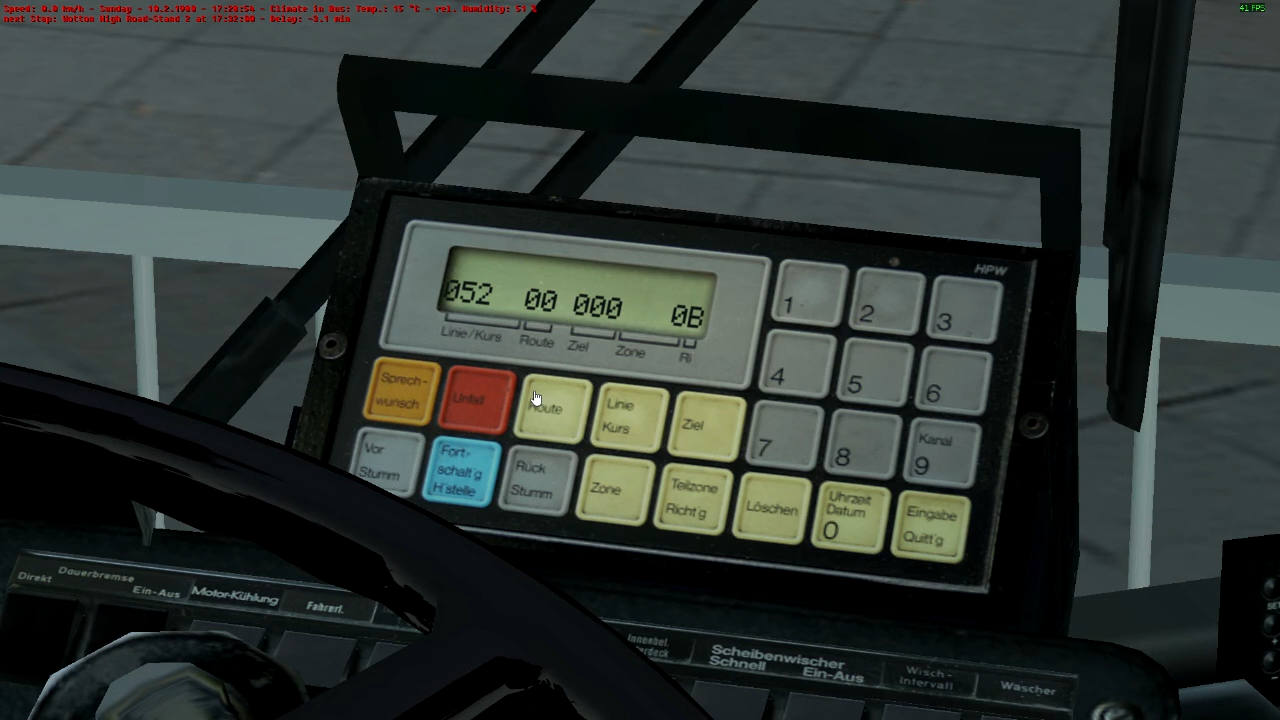 Speed: 0.0 km/h - Sunday - 18.2.1980 - 17:28:54 - Climate in Bus: Temp.: 15 °C - rel. Humidity: 51 %
next Stop: Wotton High Road-Stand 2 at 17:32:00 - Delay: -3.1 min
41 FPS
HPW
052 00 000 0B
Linie/Kurs Route Ziel Zone Ri
1 2 3
4 5 6
7 8 Kanal 9
Sprech-
wunsch
Unfall
Route
Linie
Kurs
Ziel
Vor
Stumm
Fort-
schalt'g
H'stelle
Rück
Stumm
Zone
Teilzone
Richt'g
Löschen
Uhrzeit
Datum
0
Eingabe
Quitt'g
Direkt
Dauerbremse
Ein-Aus
Motor-Kühlung
Fahrerl.
Innenbel.
Scheibenwischer
Schnell Ein-Aus
Wisch-
Intervall
Wascher